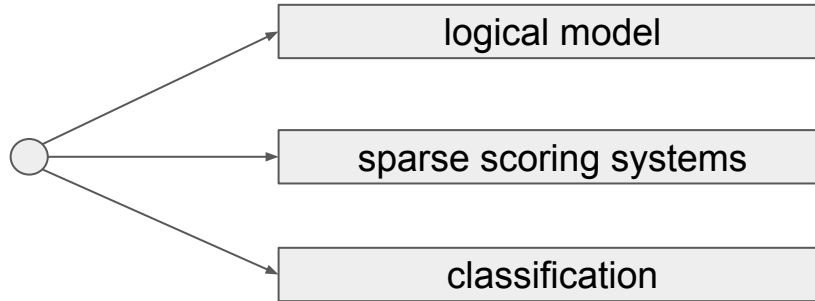 logical model
sparse scoring systems
classification